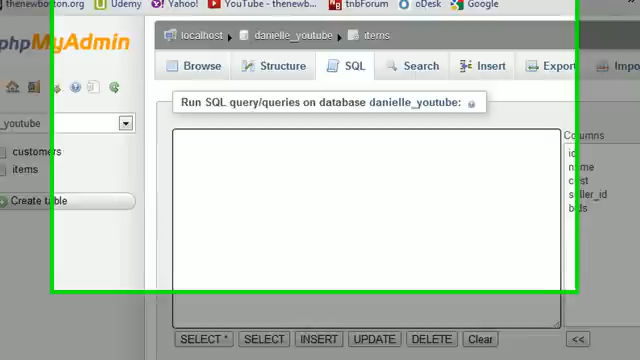 thenewboston.org Udemy Yahoo! YouTube - thenewb... tnbForum oDesk Google
phpMyAdmin
localhost danielle_youtube items
Browse Structure SQL Search Insert Export Impo
Run SQL query/queries on database danielle_youtube:
_youtube
customers
items
Create table
Columns
id
name
cost
seller_id
bids
SELECT * SELECT INSERT UPDATE DELETE Clear <<